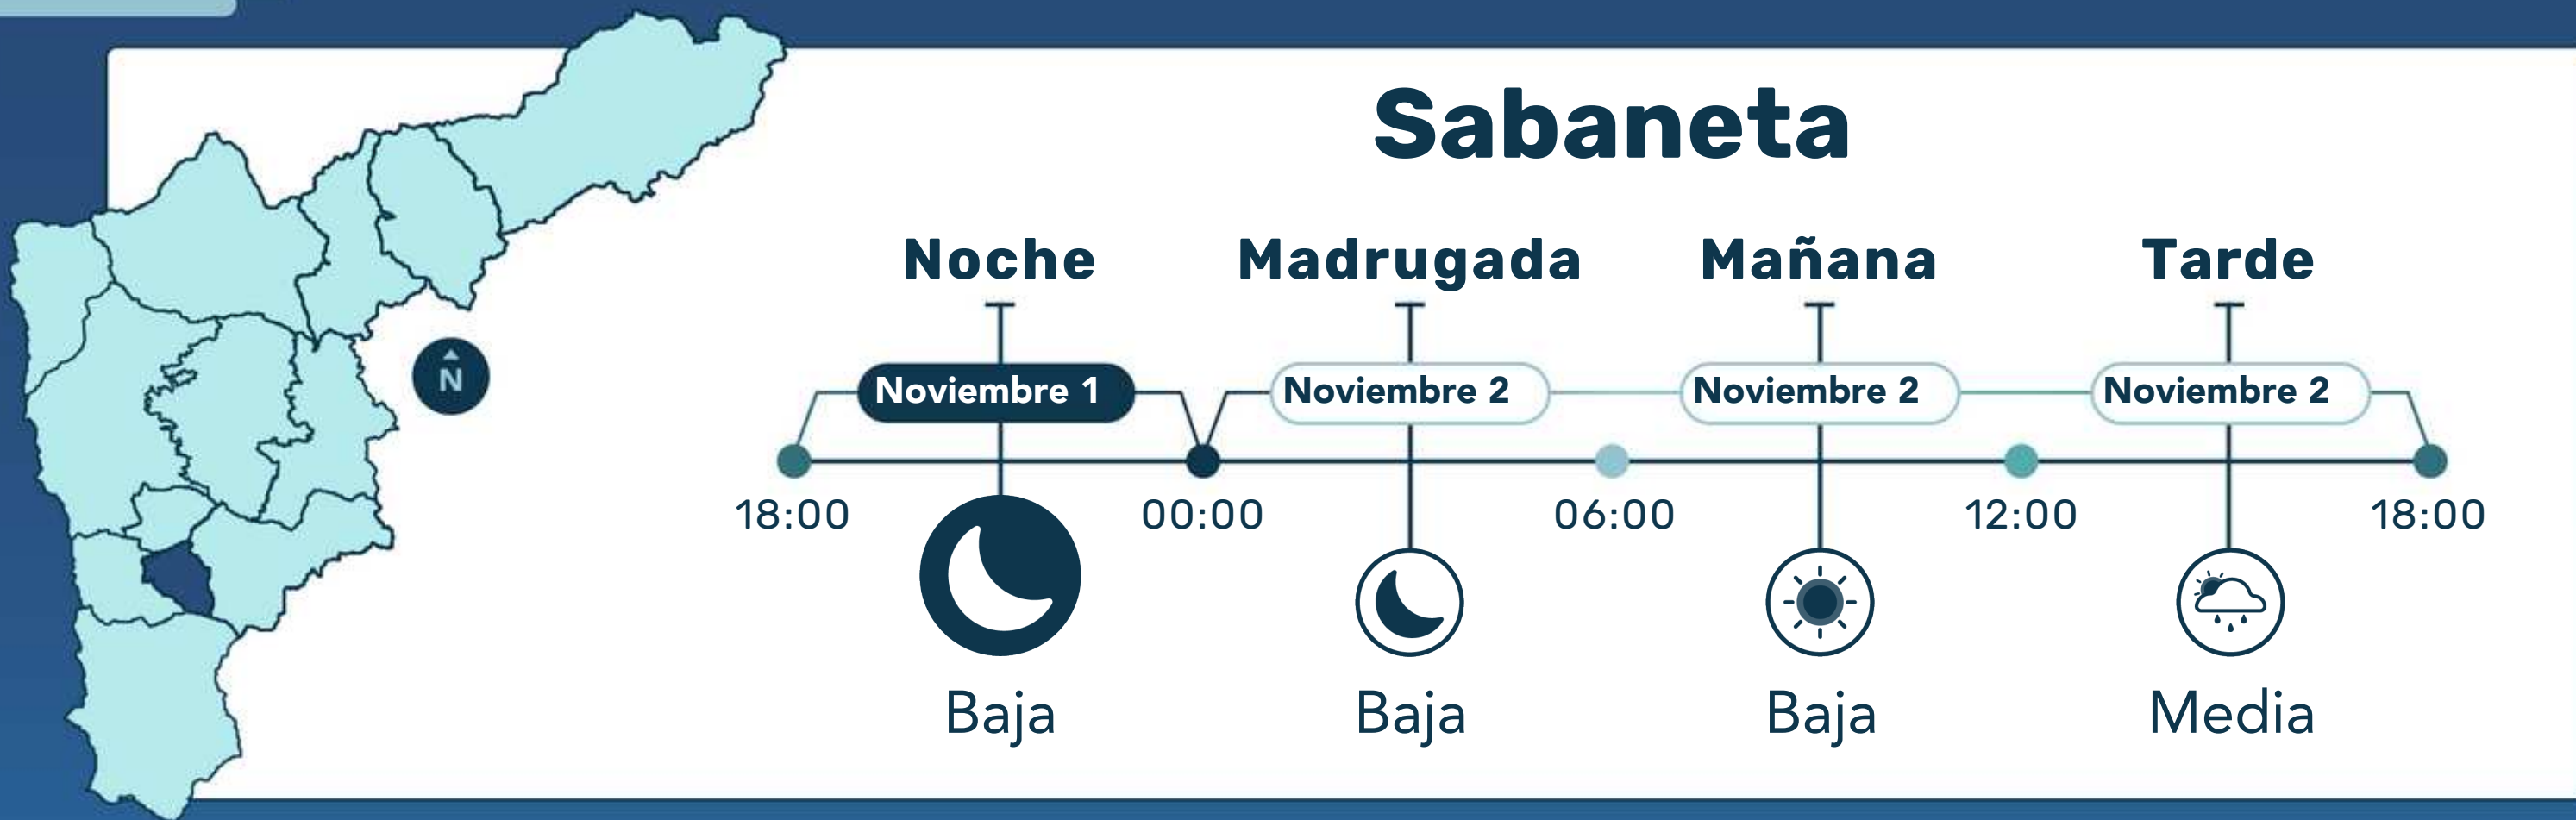 Sabaneta
Noche Madrugada Mañana Tarde
N
Noviembre 1 Noviembre 2 Noviembre 2 Noviembre 2
18:00 00:00 06:00 12:00 18:00
Baja Baja Baja Media